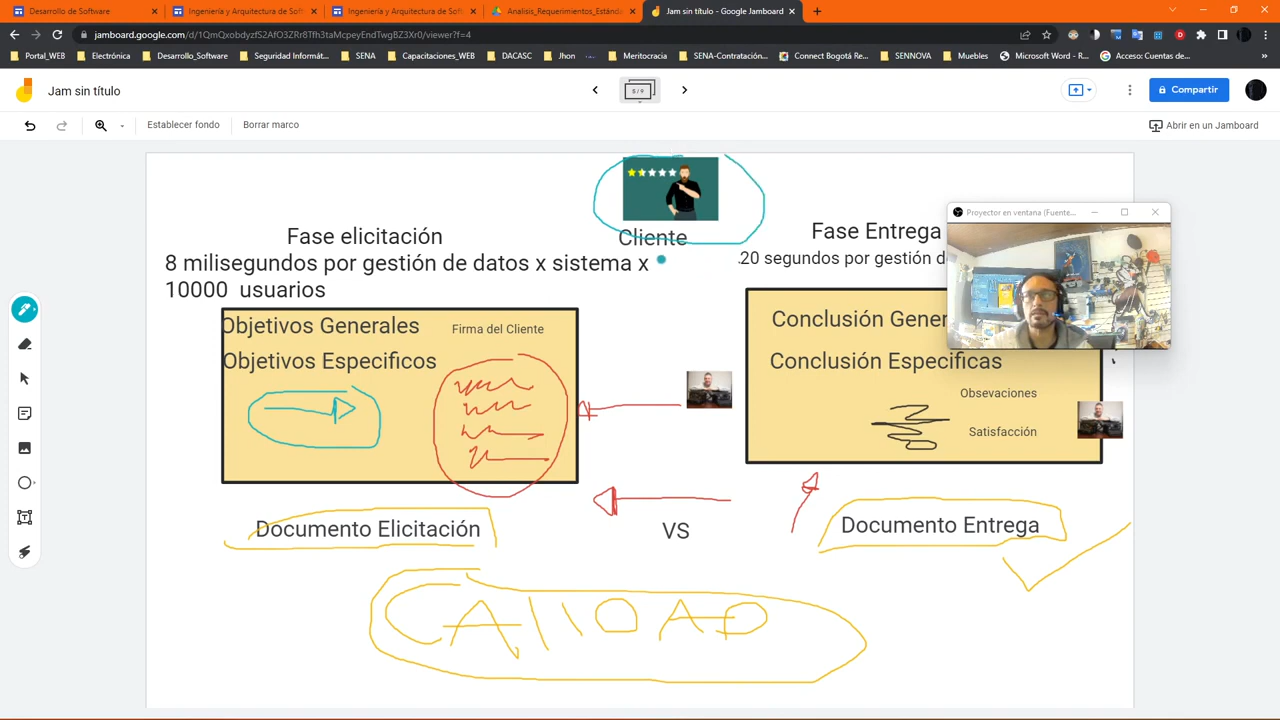 Desarrollo de Software
Ingeniería y Arquitectura de Soft
Ingeniería y Arquitectura de Soft
Analisis_Requerimientos_Estánda
Jam sin título - Google Jamboard
jamboard.google.com/d/1QmQxobdyzfS2AfO3ZRr8Tfh3taMcpeyEndTwgBZ3Xr0/viewer?f=4
Portal_WEB
Electrónica
Desarrollo_Software
Seguridad Informát...
SENA
Capacitaciones_WEB
DACASC
Jhon
Meritocracia
SENA-Contratación...
Connect Bogotá Re...
SENNOVA
Muebles
Microsoft Word - R...
Acceso: Cuentas de...
Jam sin título
5 / 9
Compartir
Establecer fondo
Borrar marco
Abrir en un Jamboard
Proyector en ventana (Fuente...
Cliente
Fase elicitación
8 milisegundos por gestión de datos x sistema x
10000 usuarios
Objetivos Generales
Firma del Cliente
Objetivos Especificos
Documento Elicitación
VS
Fase Entrega
.20 segundos por gestión d
Conclusión Gener
Conclusión Especificas
Obsevaciones
Satisfacción
Documento Entrega
CALIDAD